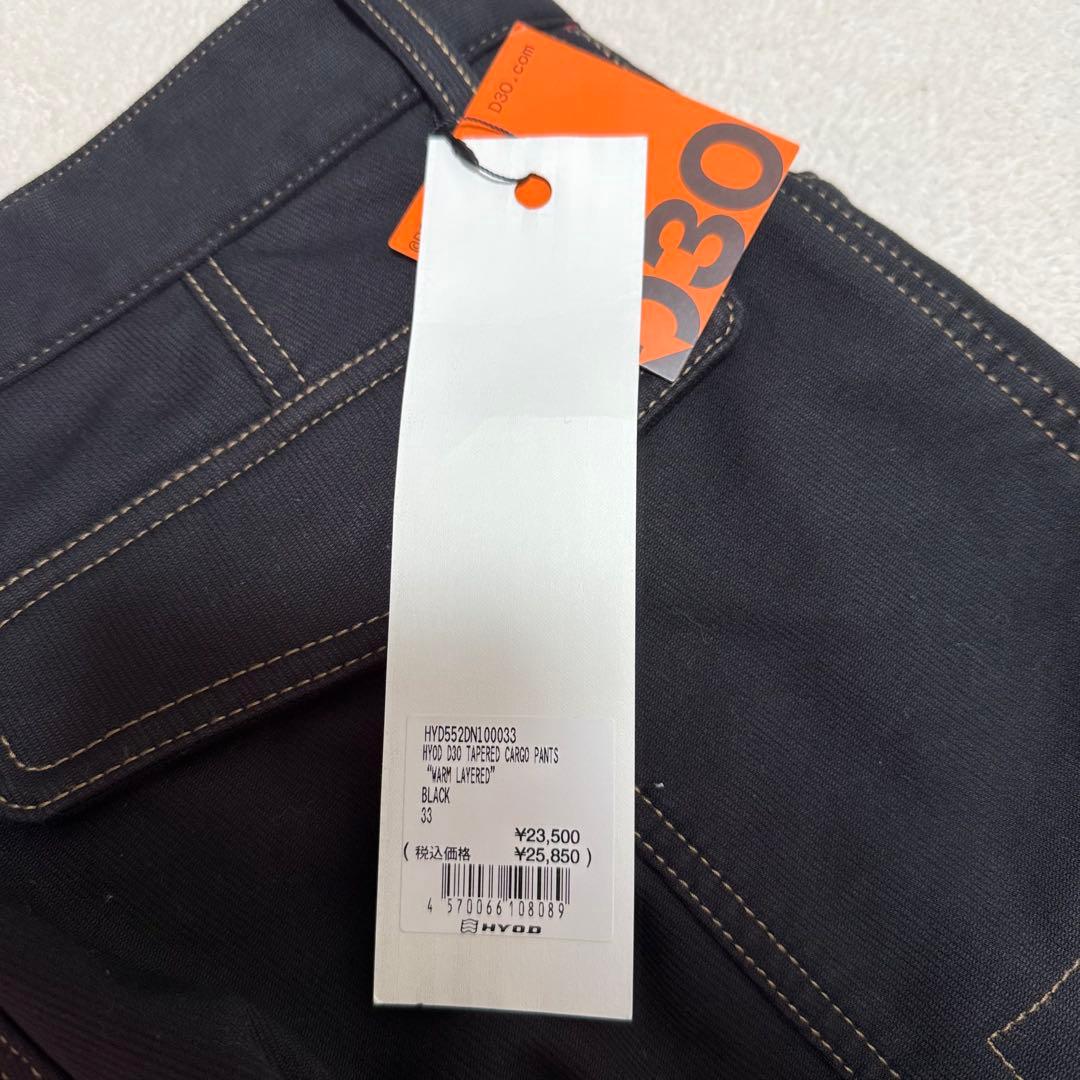 D3O.com
D3O
HYD552DN100033
HYOD D3O TAPERED CARGO PANTS
“WARM LAYERED”
BLACK
33
¥23,500
( 税込価格 ¥25,850 )
4 570066 108089
HYOD